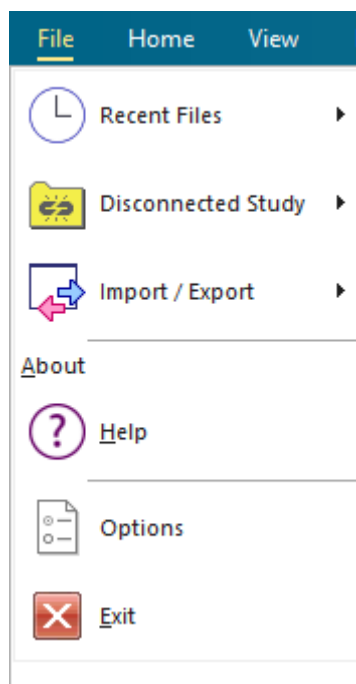 File Home View
Recent Files
Disconnected Study
Import / Export
About
Help
Options
Exit